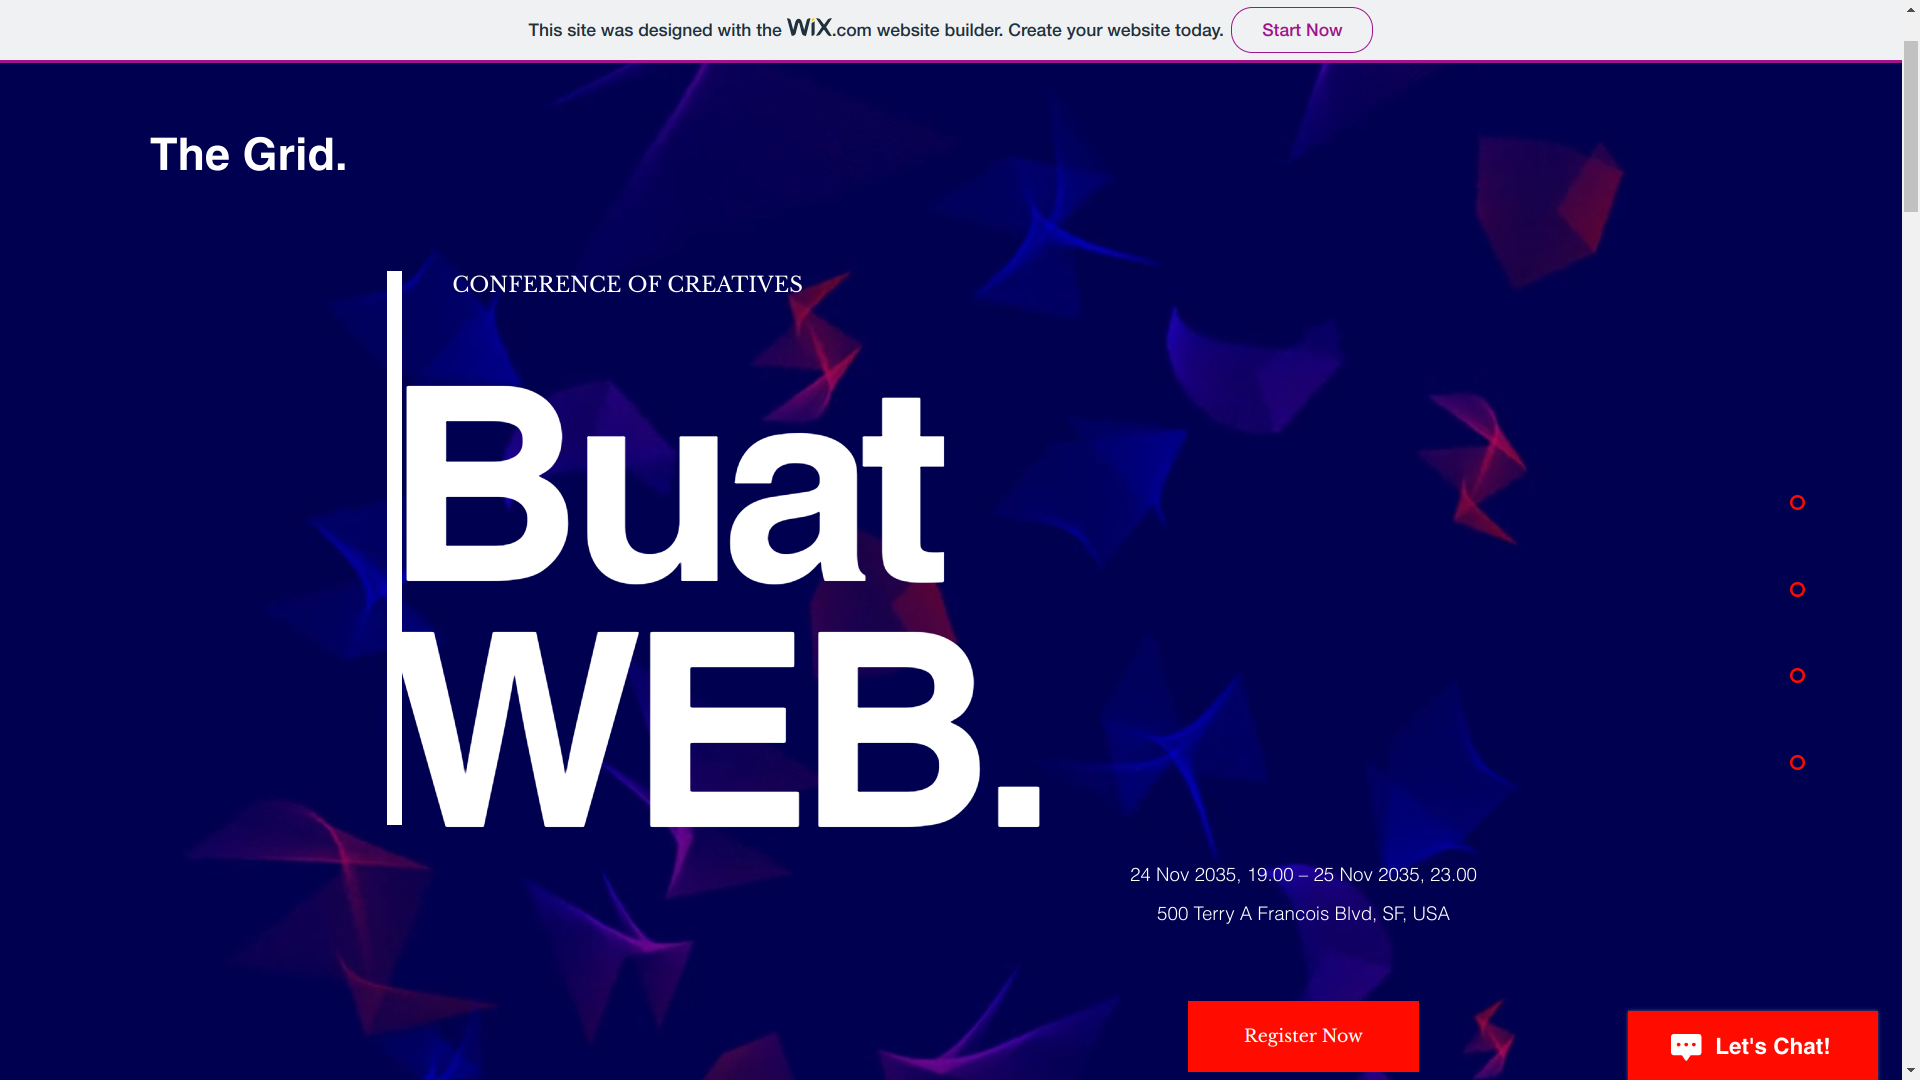 This site was designed with the WiX.com website builder. Create your website today. Start Now
The Grid.
CONFERENCE OF CREATIVES
Buat
WEB.
24 Nov 2035, 19.00 – 25 Nov 2035, 23.00
500 Terry A Francois Blvd, SF, USA
Register Now
Let's Chat!